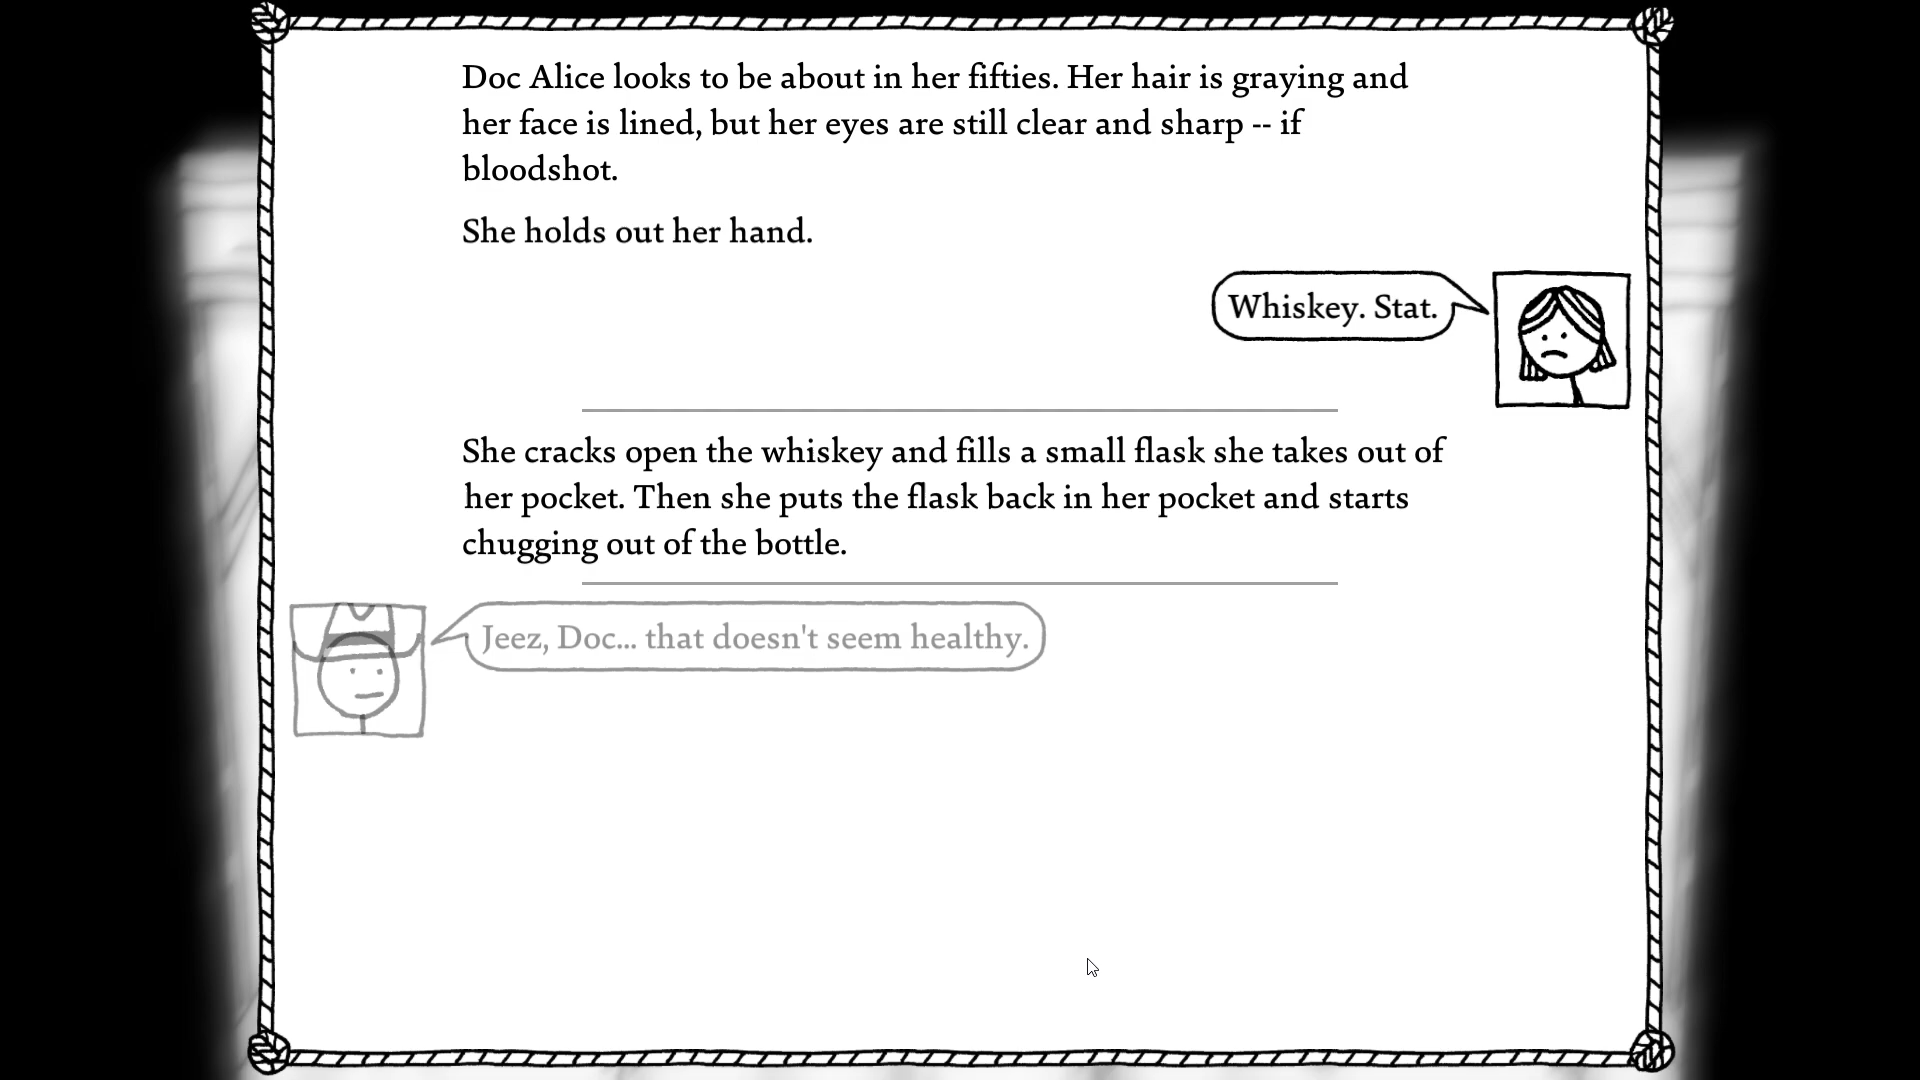 Doc Alice looks to be about in her fifties. Her hair is graying and
her face is lined, but her eyes are still clear and sharp -- if
bloodshot.
She holds out her hand.
Whiskey. Stat.
She cracks open the whiskey and fills a small flask she takes out of
her pocket. Then she puts the flask back in her pocket and starts
chugging out of the bottle.
Jeez, Doc... that doesn't seem healthy.